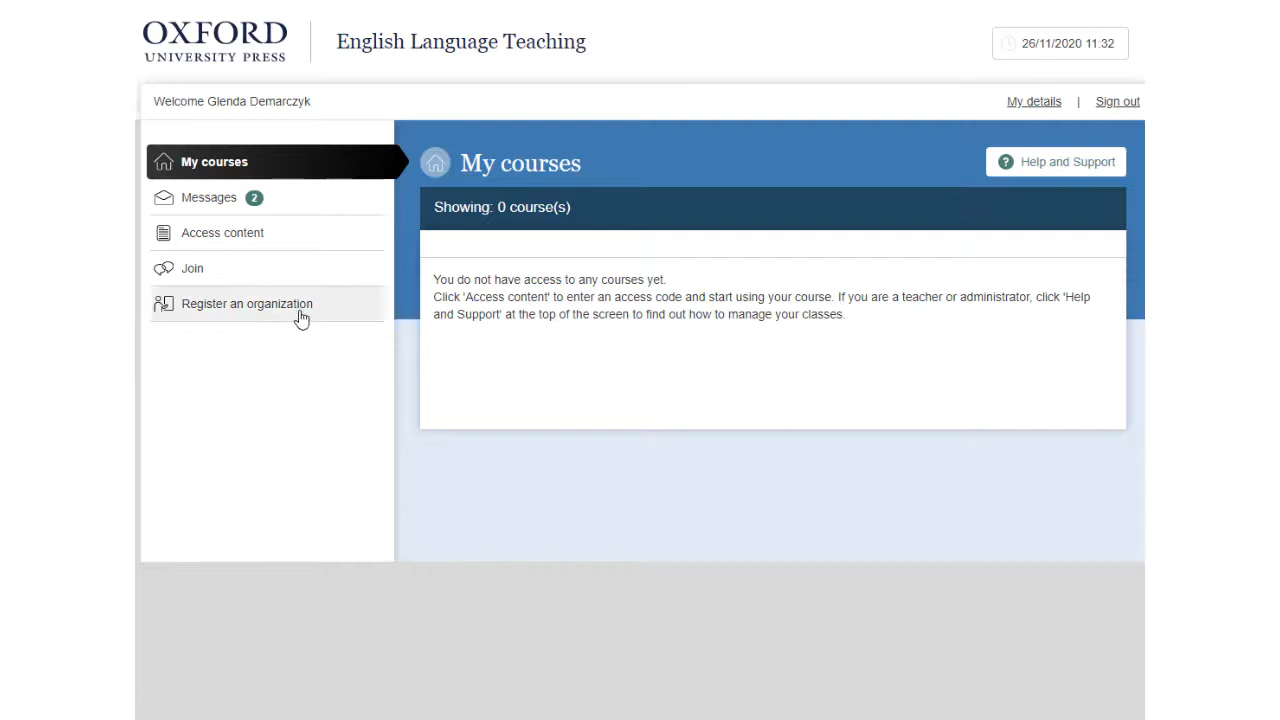 OXFORD
UNIVERSITY PRESS
English Language Teaching
26/11/2020 11:32
Welcome Glenda Demarczyk
My details | Sign out
My courses
Messages 2
Access content
Join
Register an organization
My courses
Help and Support
Showing: 0 course(s)
You do not have access to any courses yet.
Click 'Access content' to enter an access code and start using your course. If you are a teacher or administrator, click 'Help
and Support' at the top of the screen to find out how to manage your classes.